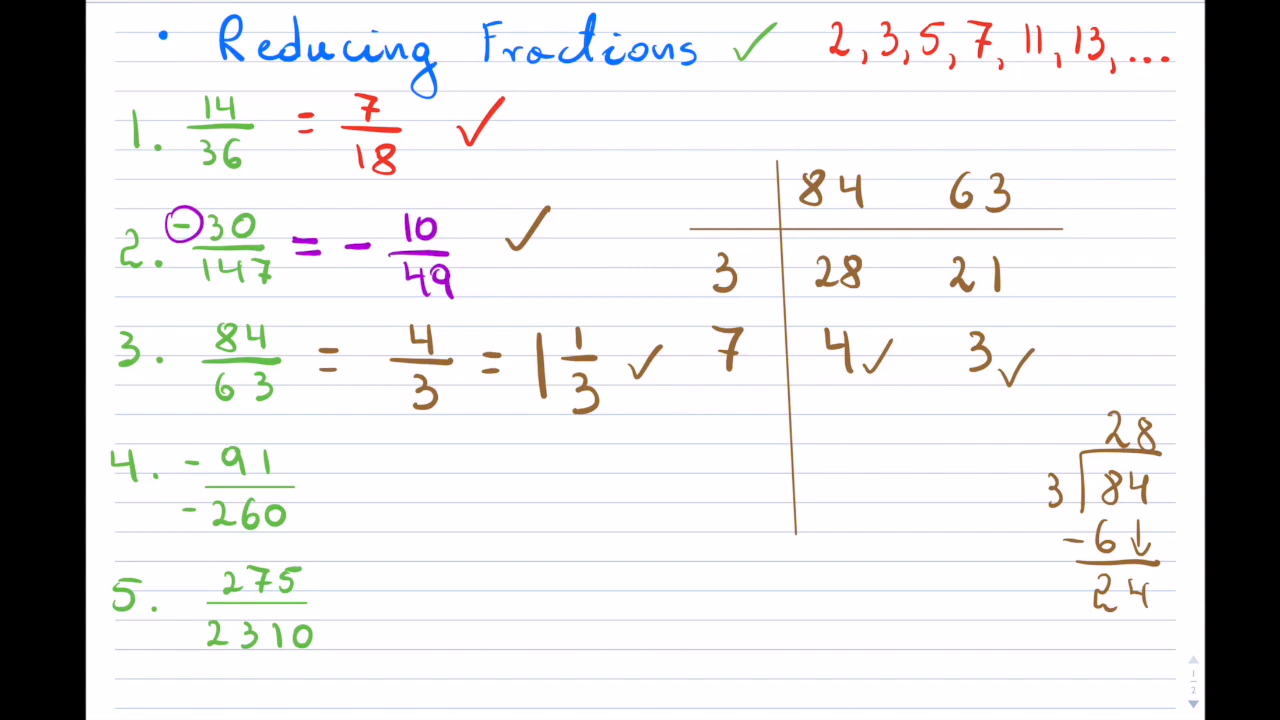 • Reducing Fractions ✓ 2, 3, 5, 7, 11, 13, ...
1. 14/36 = 7/18 ✓
2. -30/147 = - 10/49 ✓
3. 84/63 = 4/3 = 1 1/3 ✓
4. -91/-260
5. 275/2310
84 63
3 28 21
7 4✓ 3✓
28
3 84
-6↓
24
1/2